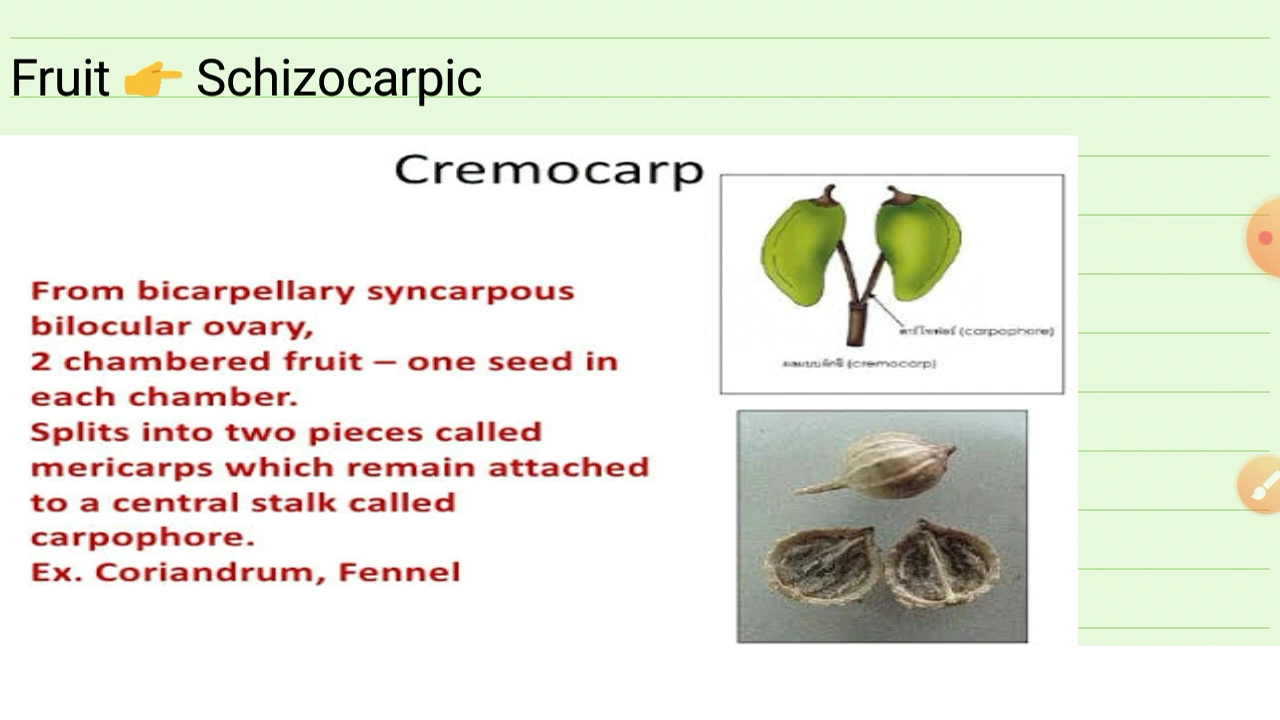 Fruit 👉 Schizocarpic
Cremocarp
From bicarpellary syncarpous
bilocular ovary,
2 chambered fruit – one seed in
each chamber.
Splits into two pieces called
mericarps which remain attached
to a central stalk called
carpophore.
Ex. Coriandrum, Fennel
(carpophore)
(cremocarp)